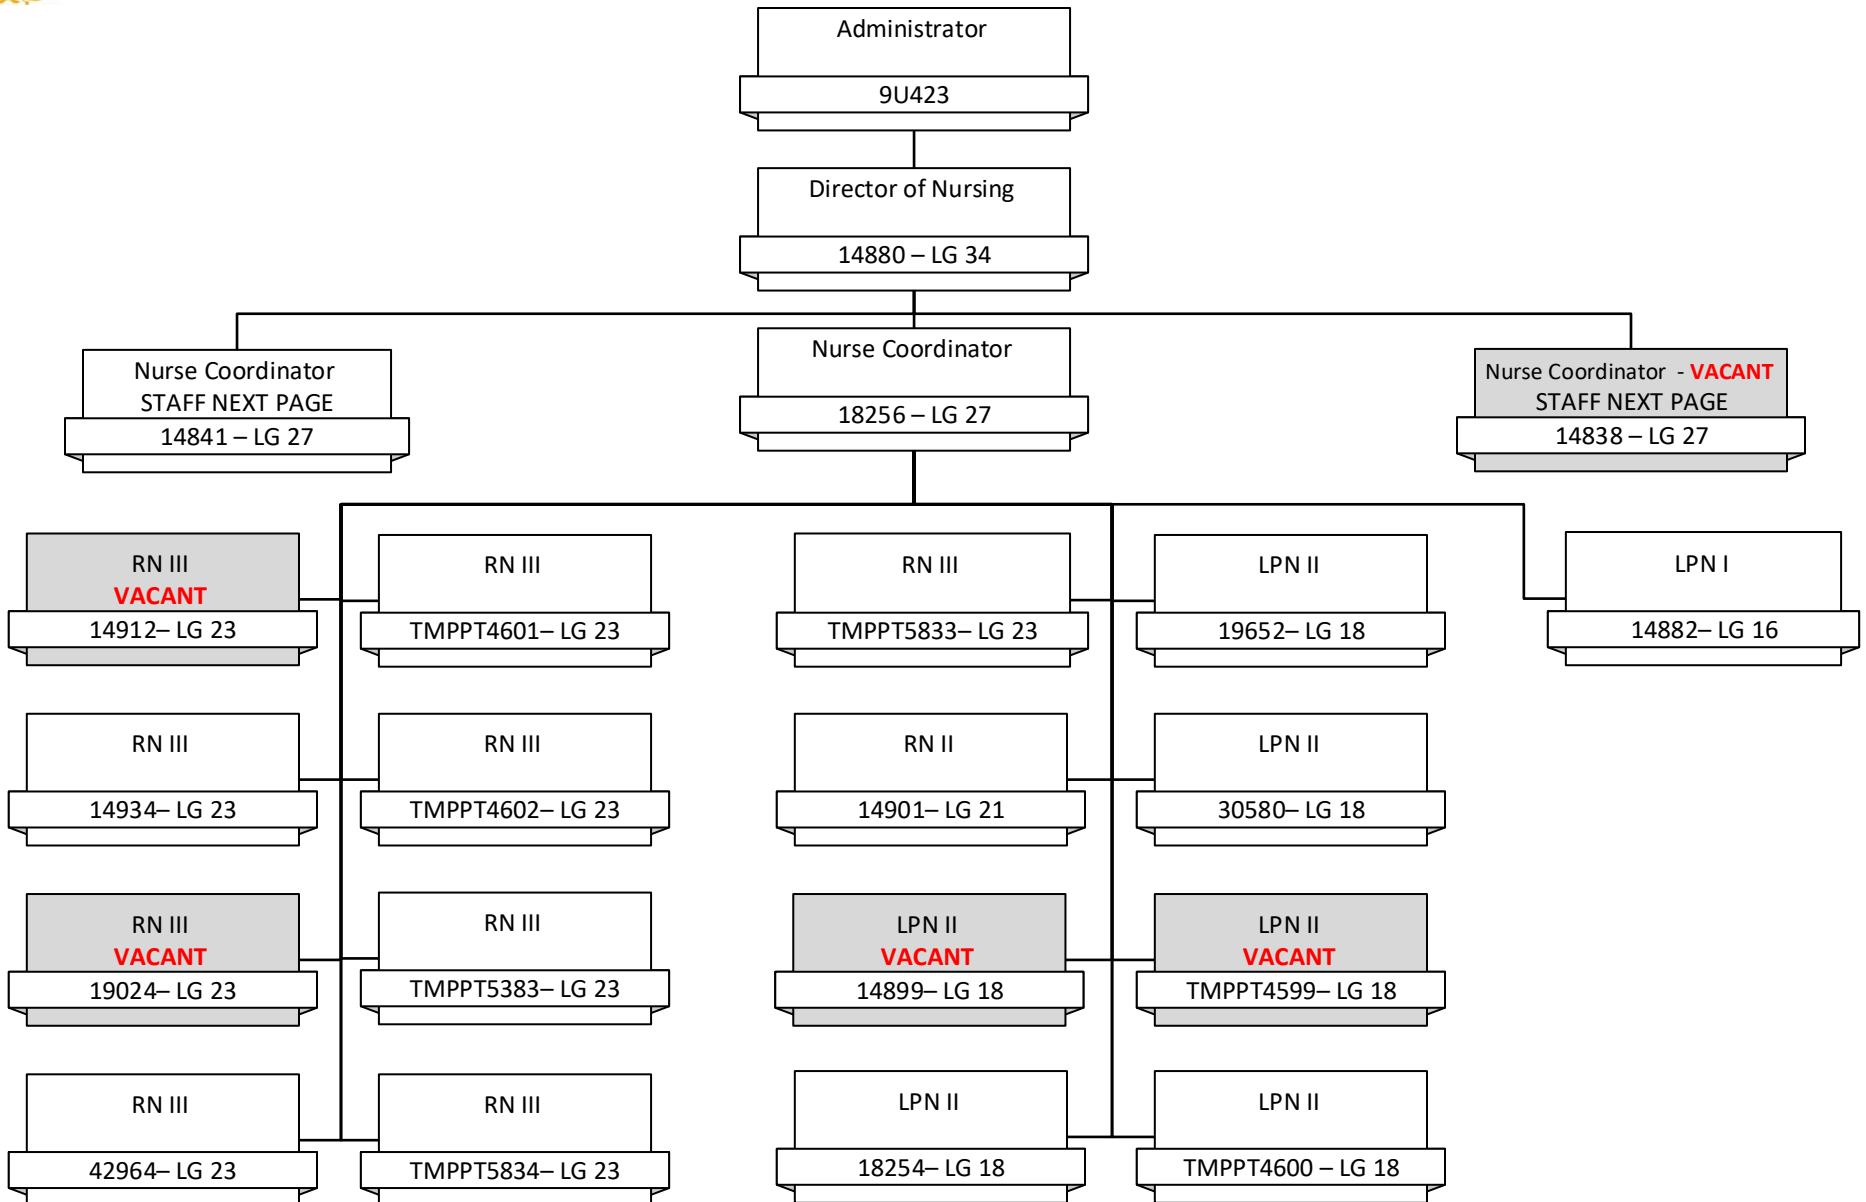 Administrator
9U423
Director of Nursing
14880 – LG 34
Nurse Coordinator
STAFF NEXT PAGE
14841 – LG 27
Nurse Coordinator
18256 – LG 27
Nurse Coordinator - VACANT
STAFF NEXT PAGE
14838 – LG 27
RN III
VACANT
14912– LG 23
RN III
TMPPT4601– LG 23
RN III
TMPPT5833– LG 23
LPN II
19652– LG 18
LPN I
14882– LG 16
RN III
14934– LG 23
RN III
TMPPT4602– LG 23
RN II
14901– LG 21
LPN II
30580– LG 18
RN III
VACANT
19024– LG 23
RN III
TMPPT5383– LG 23
LPN II
VACANT
14899– LG 18
LPN II
VACANT
TMPPT4599– LG 18
RN III
42964– LG 23
RN III
TMPPT5834– LG 23
LPN II
18254– LG 18
LPN II
TMPPT4600 – LG 18